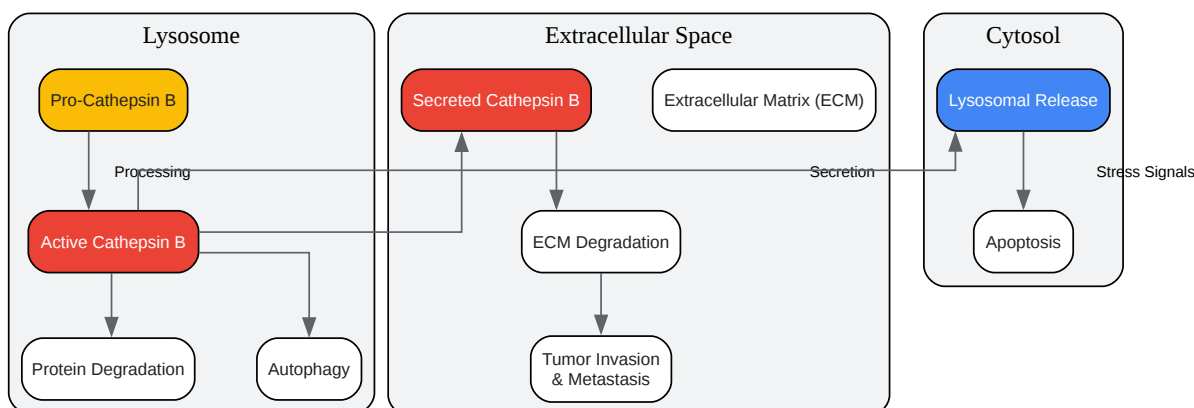 Lysosome
Extracellular Space
Cytosol
Pro-Cathepsin B
Secreted Cathepsin B
Extracellular Matrix (ECM)
Lysosomal Release
Processing
Secretion
Stress Signals
Active Cathepsin B
ECM Degradation
Apoptosis
Protein Degradation
Autophagy
Tumor Invasion
& Metastasis